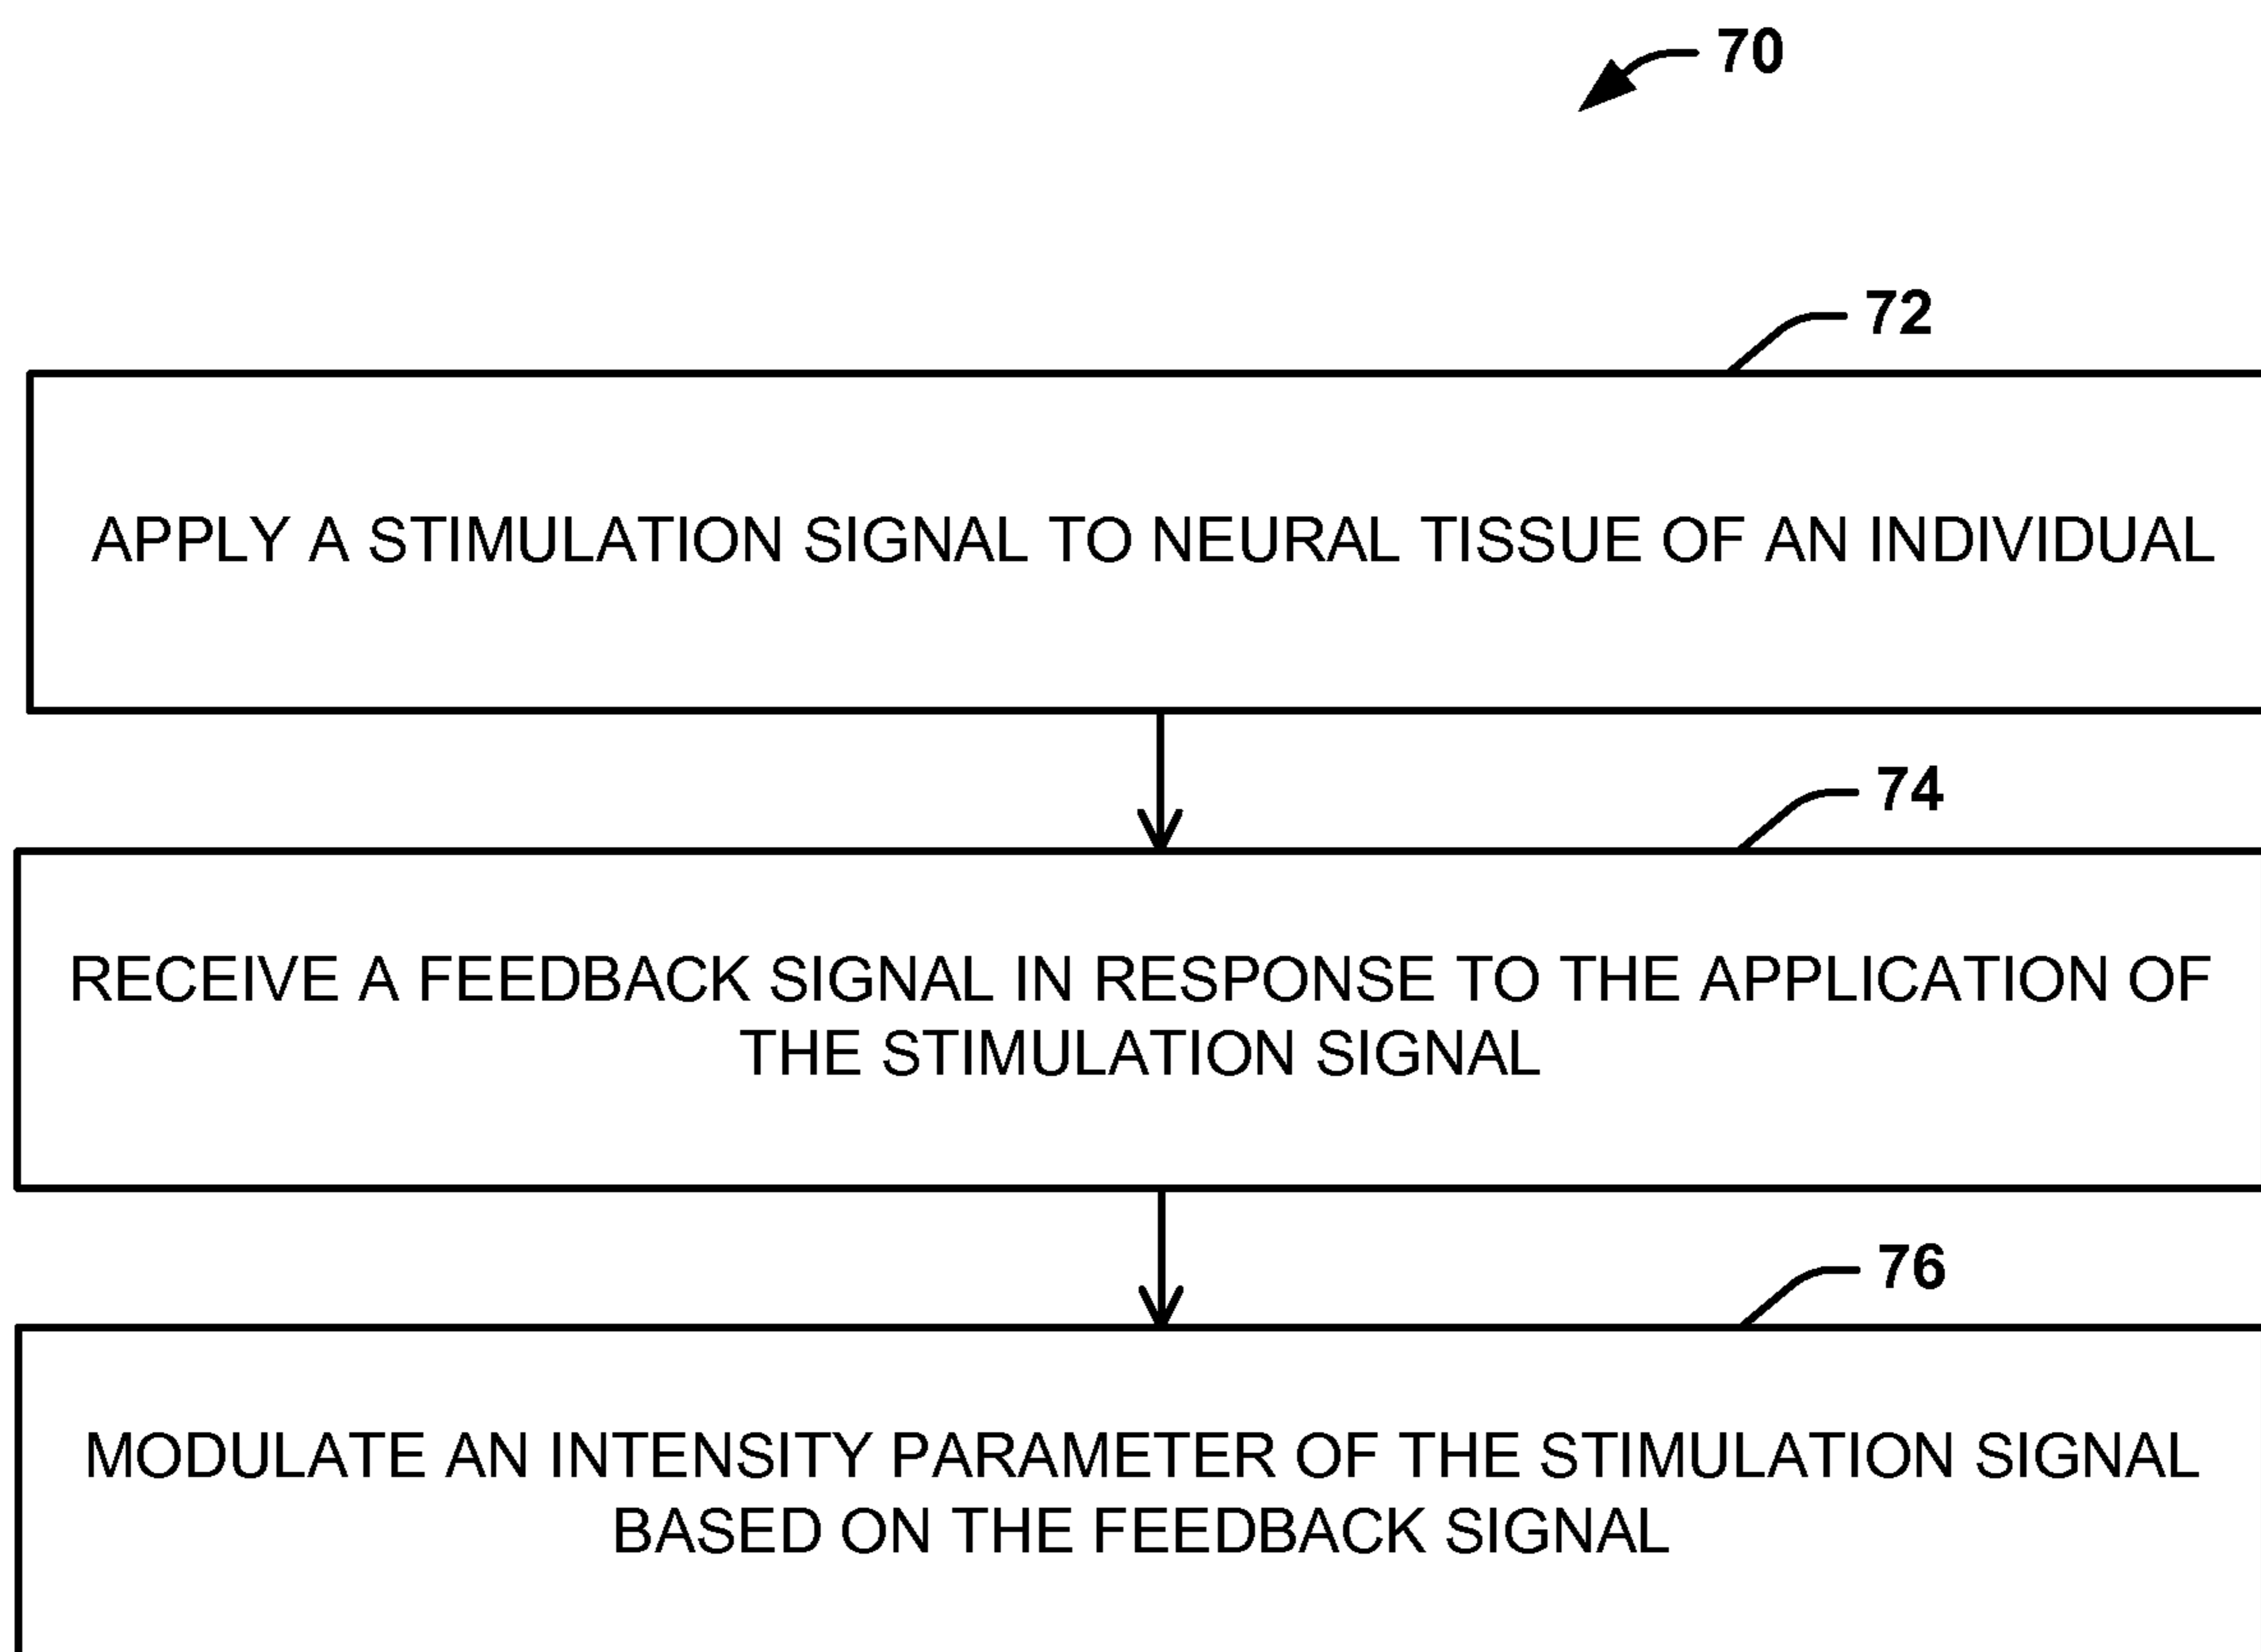 70
72
APPLY A STIMULATION SIGNAL TO NEURAL TISSUE OF AN INDIVIDUAL
74
RECEIVE A FEEDBACK SIGNAL IN RESPONSE TO THE APPLICATION OF
THE STIMULATION SIGNAL
76
MODULATE AN INTENSITY PARAMETER OF THE STIMULATION SIGNAL
BASED ON THE FEEDBACK SIGNAL